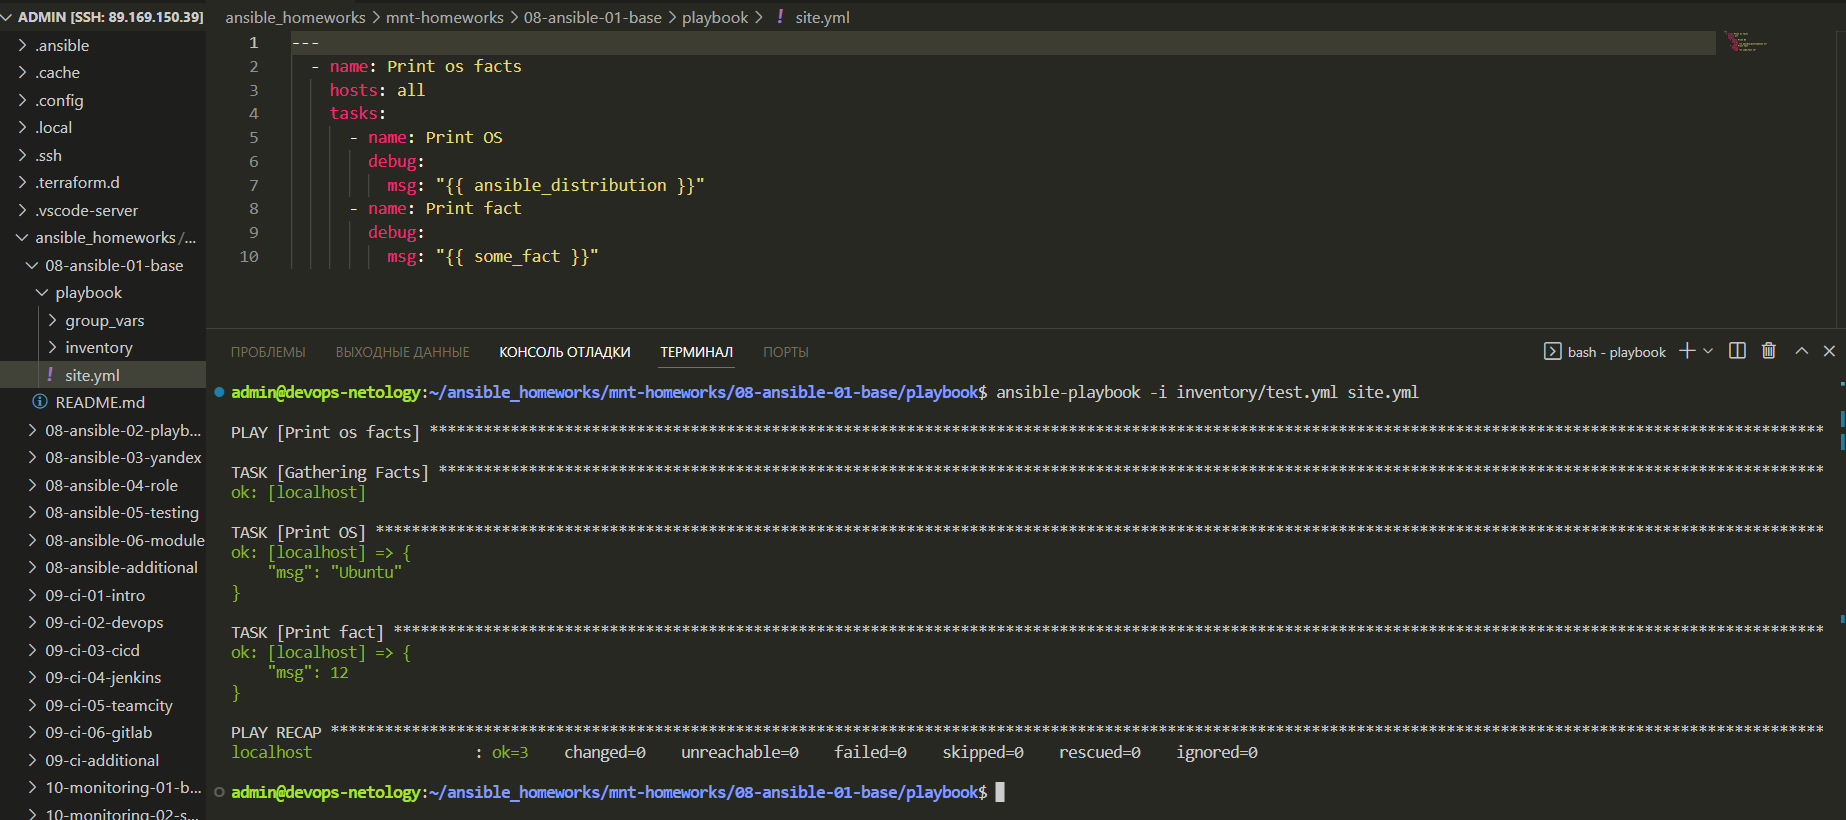 ADMIN [SSH: 89.169.150.39]
.ansible
.cache
.config
.local
.ssh
.terraform.d
.vscode-server
ansible_homeworks /...
08-ansible-01-base
playbook
group_vars
inventory
! site.yml
README.md
08-ansible-02-playb...
08-ansible-03-yandex
08-ansible-04-role
08-ansible-05-testing
08-ansible-06-module
08-ansible-additional
09-ci-01-intro
09-ci-02-devops
09-ci-03-cicd
09-ci-04-jenkins
09-ci-05-teamcity
09-ci-06-gitlab
09-ci-additional
10-monitoring-01-b...
10-monitoring-02-s...
ansible_homeworks > mnt-homeworks > 08-ansible-01-base > playbook > ! site.yml
1 ---
2 - name: Print os facts
3 hosts: all
4 tasks:
5 - name: Print OS
6 debug:
7 msg: "{{ ansible_distribution }}"
8 - name: Print fact
9 debug:
10 msg: "{{ some_fact }}"
ПРОБЛЕМЫ ВЫХОДНЫЕ ДАННЫЕ КОНСОЛЬ ОТЛАДКИ ТЕРМИНАЛ ПОРТЫ bash - playbook
admin@devops-netology:~/ansible_homeworks/mnt-homeworks/08-ansible-01-base/playbook$ ansible-playbook -i inventory/test.yml site.yml
PLAY [Print os facts] ***********************************************************************************************************************************************************
TASK [Gathering Facts] **********************************************************************************************************************************************************
ok: [localhost]
TASK [Print OS] *****************************************************************************************************************************************************************
ok: [localhost] => {
"msg": "Ubuntu"
}
TASK [Print fact] ***************************************************************************************************************************************************************
ok: [localhost] => {
"msg": 12
}
PLAY RECAP **********************************************************************************************************************************************************************
localhost : ok=3 changed=0 unreachable=0 failed=0 skipped=0 rescued=0 ignored=0
admin@devops-netology:~/ansible_homeworks/mnt-homeworks/08-ansible-01-base/playbook$